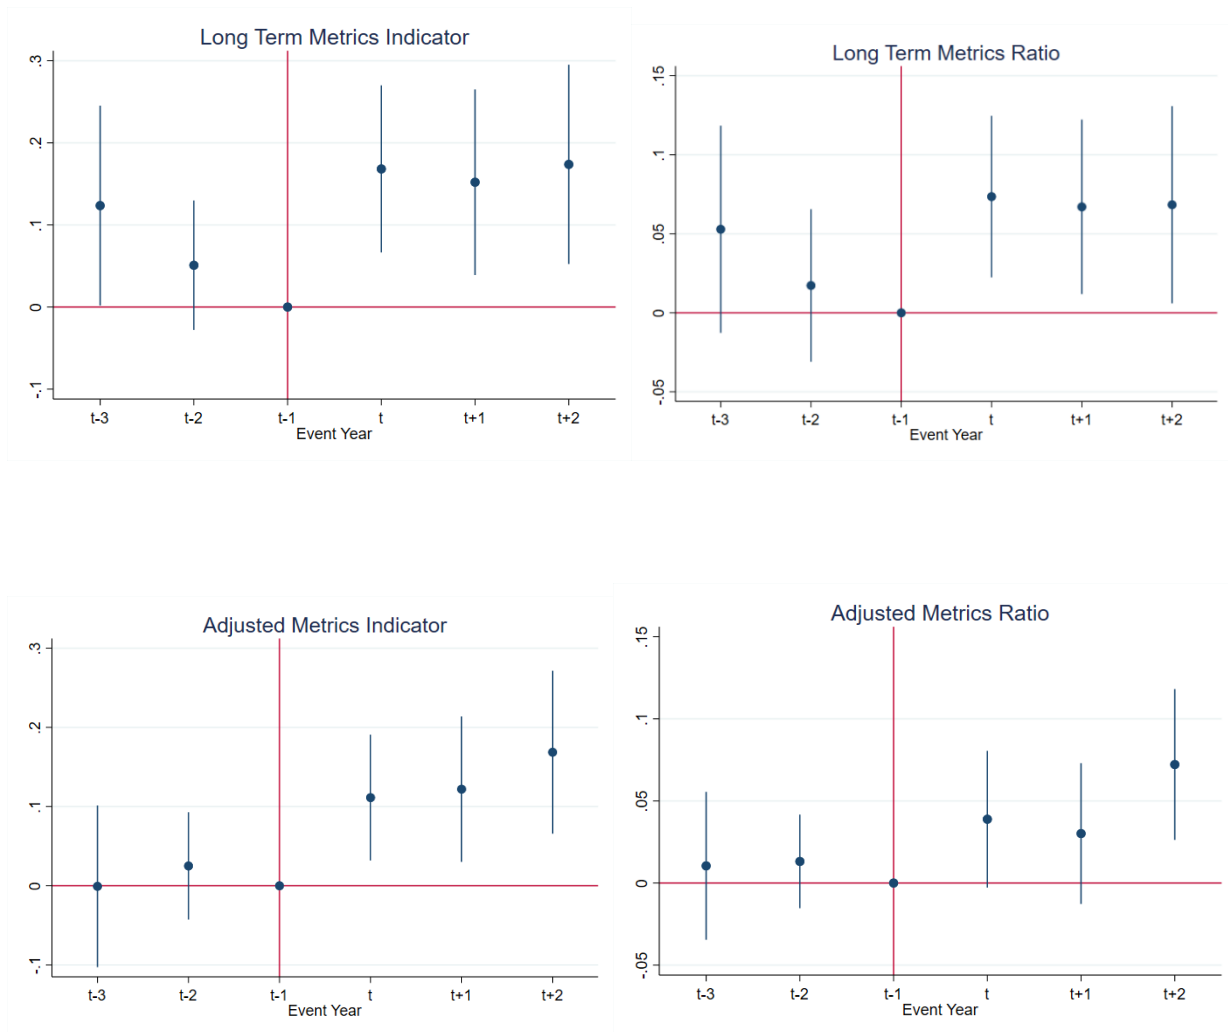 Long Term Metrics Indicator
.3
.2
.1
0
-.1
t-3 t-2 t-1 t t+1 t+2
Event Year
Long Term Metrics Ratio
.15
.1
.05
0
-.05
t-3 t-2 t-1 t t+1 t+2
Event Year
Adjusted Metrics Indicator
.3
.2
.1
0
-.1
t-3 t-2 t-1 t t+1 t+2
Event Year
Adjusted Metrics Ratio
.15
.1
.05
0
-.05
t-3 t-2 t-1 t t+1 t+2
Event Year